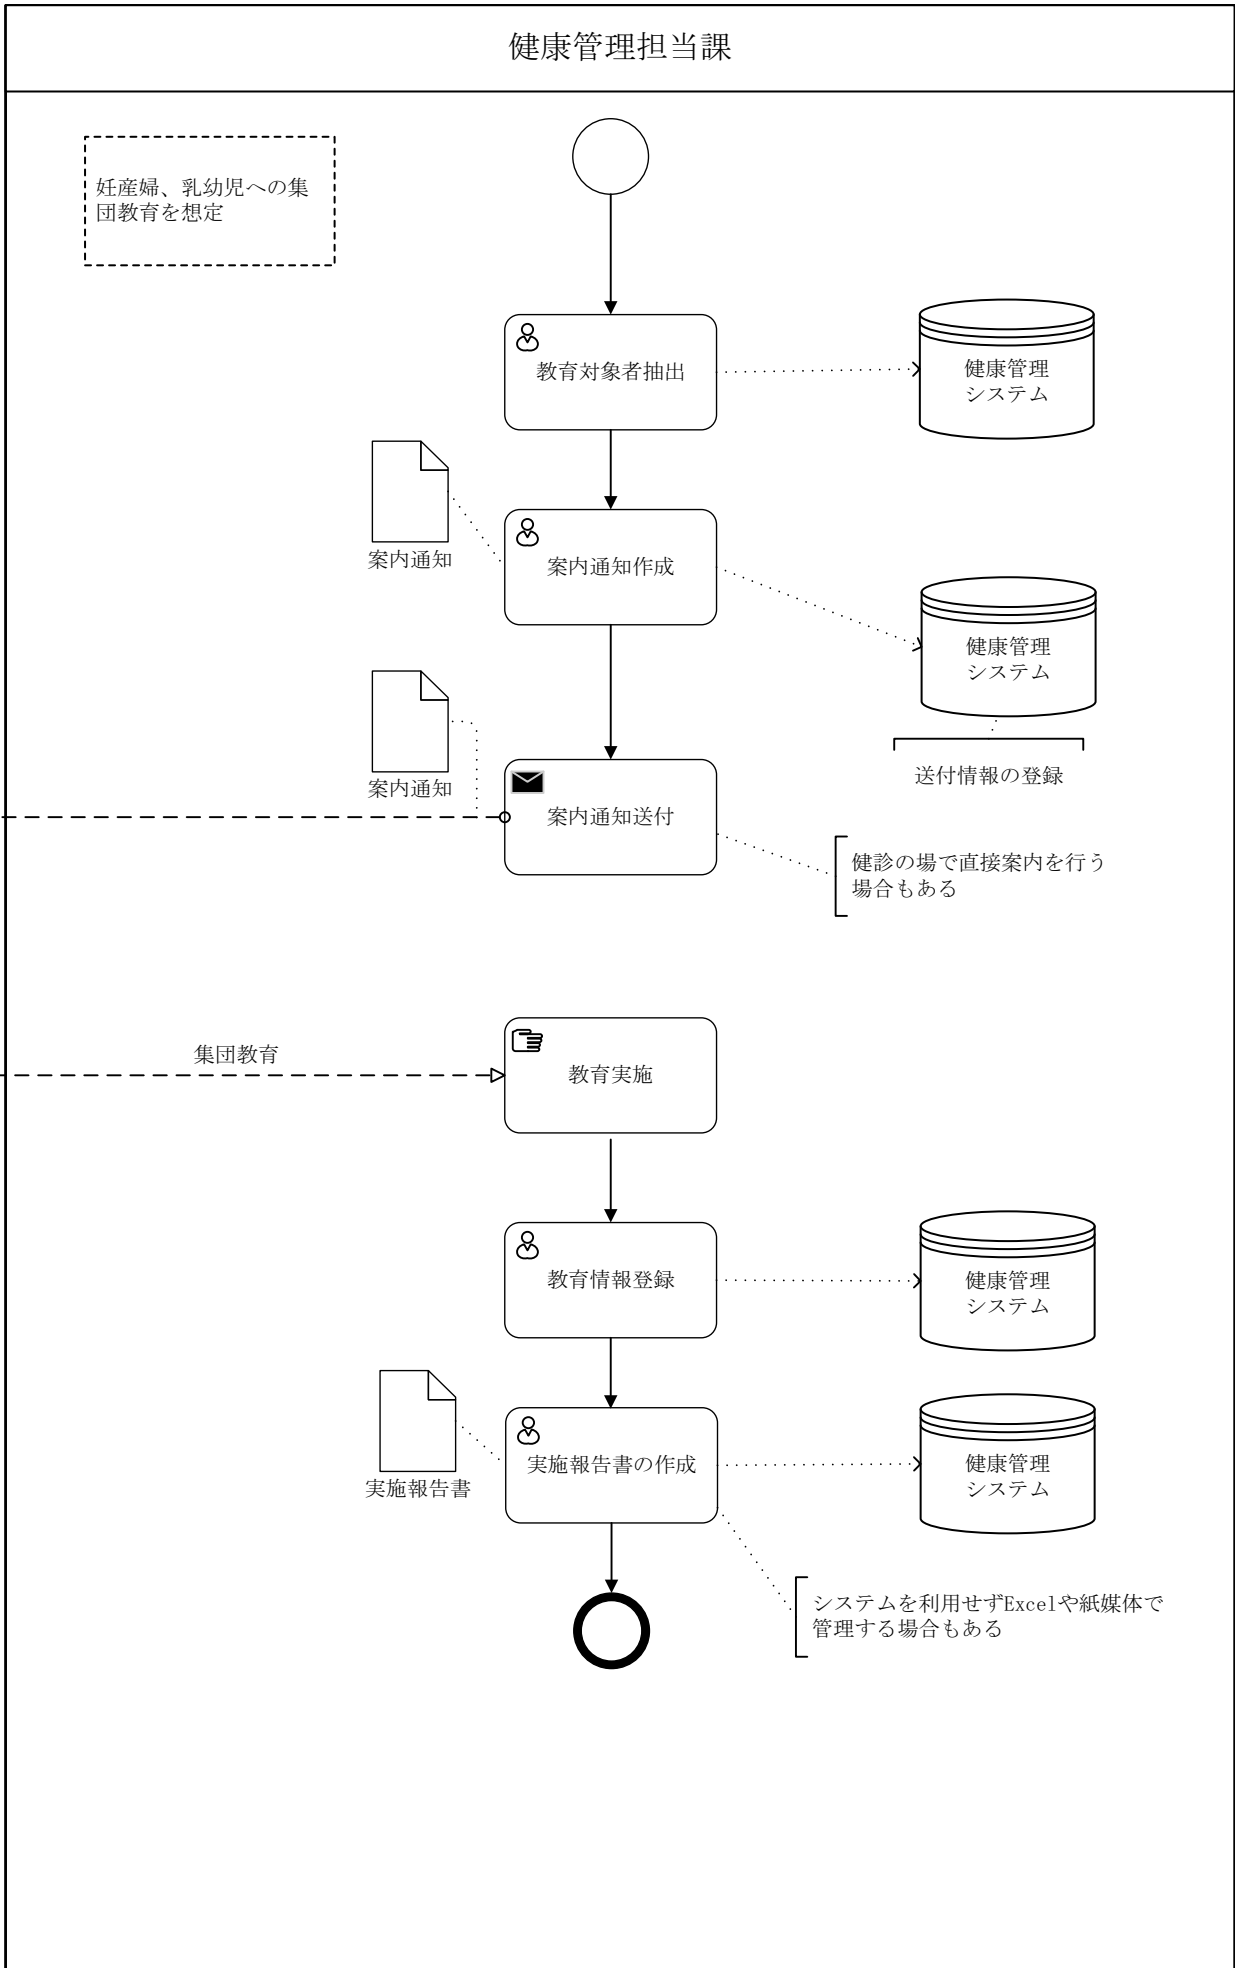 健康管理担当課
妊産婦、乳幼児への集
団教育を想定
教育対象者抽出
健康管理
システム
案内通知
案内通知作成
健康管理
システム
送付情報の登録
案内通知
案内通知送付
健診の場で直接案内を行う
場合もある
集団教育
教育実施
教育情報登録
健康管理
システム
実施報告書
実施報告書の作成
健康管理
システム
システムを利用せずExcelや紙媒体で
管理する場合もある